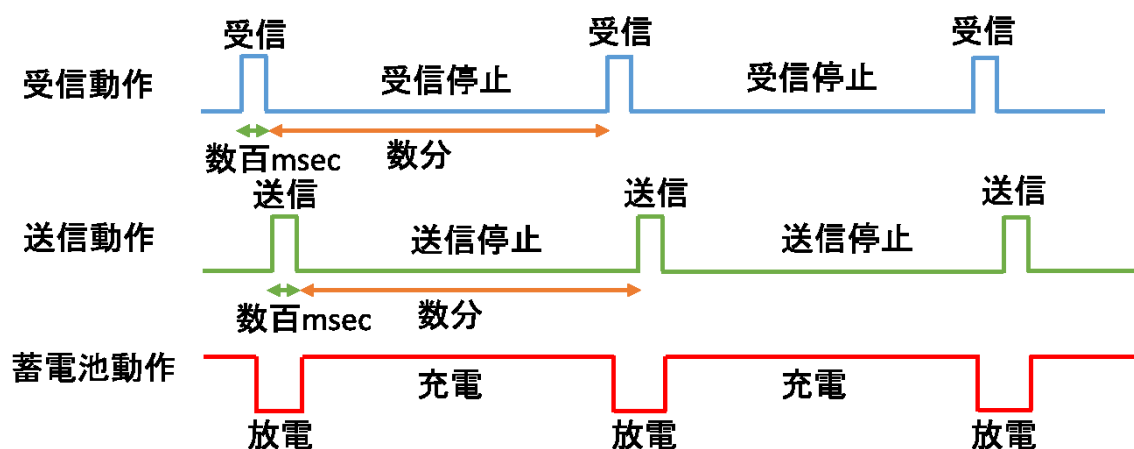 受信 受信 受信
受信動作 受信停止 受信停止
数百msec 数分
送信 送信 送信
送信動作 送信停止 送信停止
数百msec 数分
蓄電池動作 充電 充電
放電 放電 放電